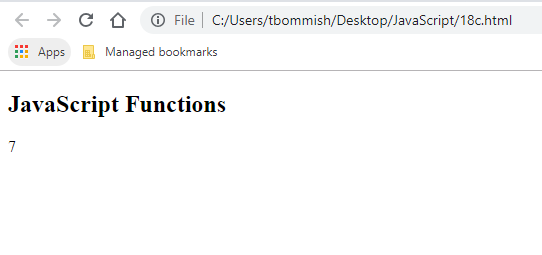 File C:/Users/tbommish/Desktop/JavaScript/18c.html
Apps Managed bookmarks
JavaScript Functions
7